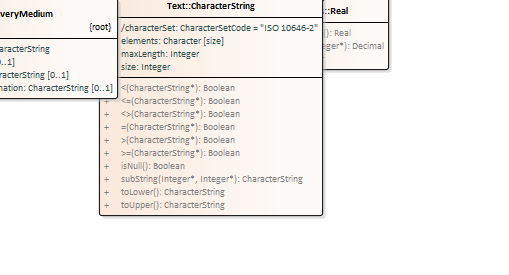 Text::CharacterString
/characterSet: CharacterSetCode = "ISO 10646-2"
elements: Character [size]
maxLength: Integer
size: Integer
+ <(CharacterString*): Boolean
+ <=(CharacterString*): Boolean
+ <>(CharacterString*): Boolean
+ =(CharacterString*): Boolean
+ >(CharacterString*): Boolean
+ >=(CharacterString*): Boolean
+ isNull(): Boolean
+ subString(Integer*, Integer*): CharacterString
+ toLower(): CharacterString
+ toUpper(): CharacterString
veryMedium
{root}
aracterString
..1]
racterString [0..1]
nation: CharacterString [0..1]
::Real
(): Real
eger*): Decimal